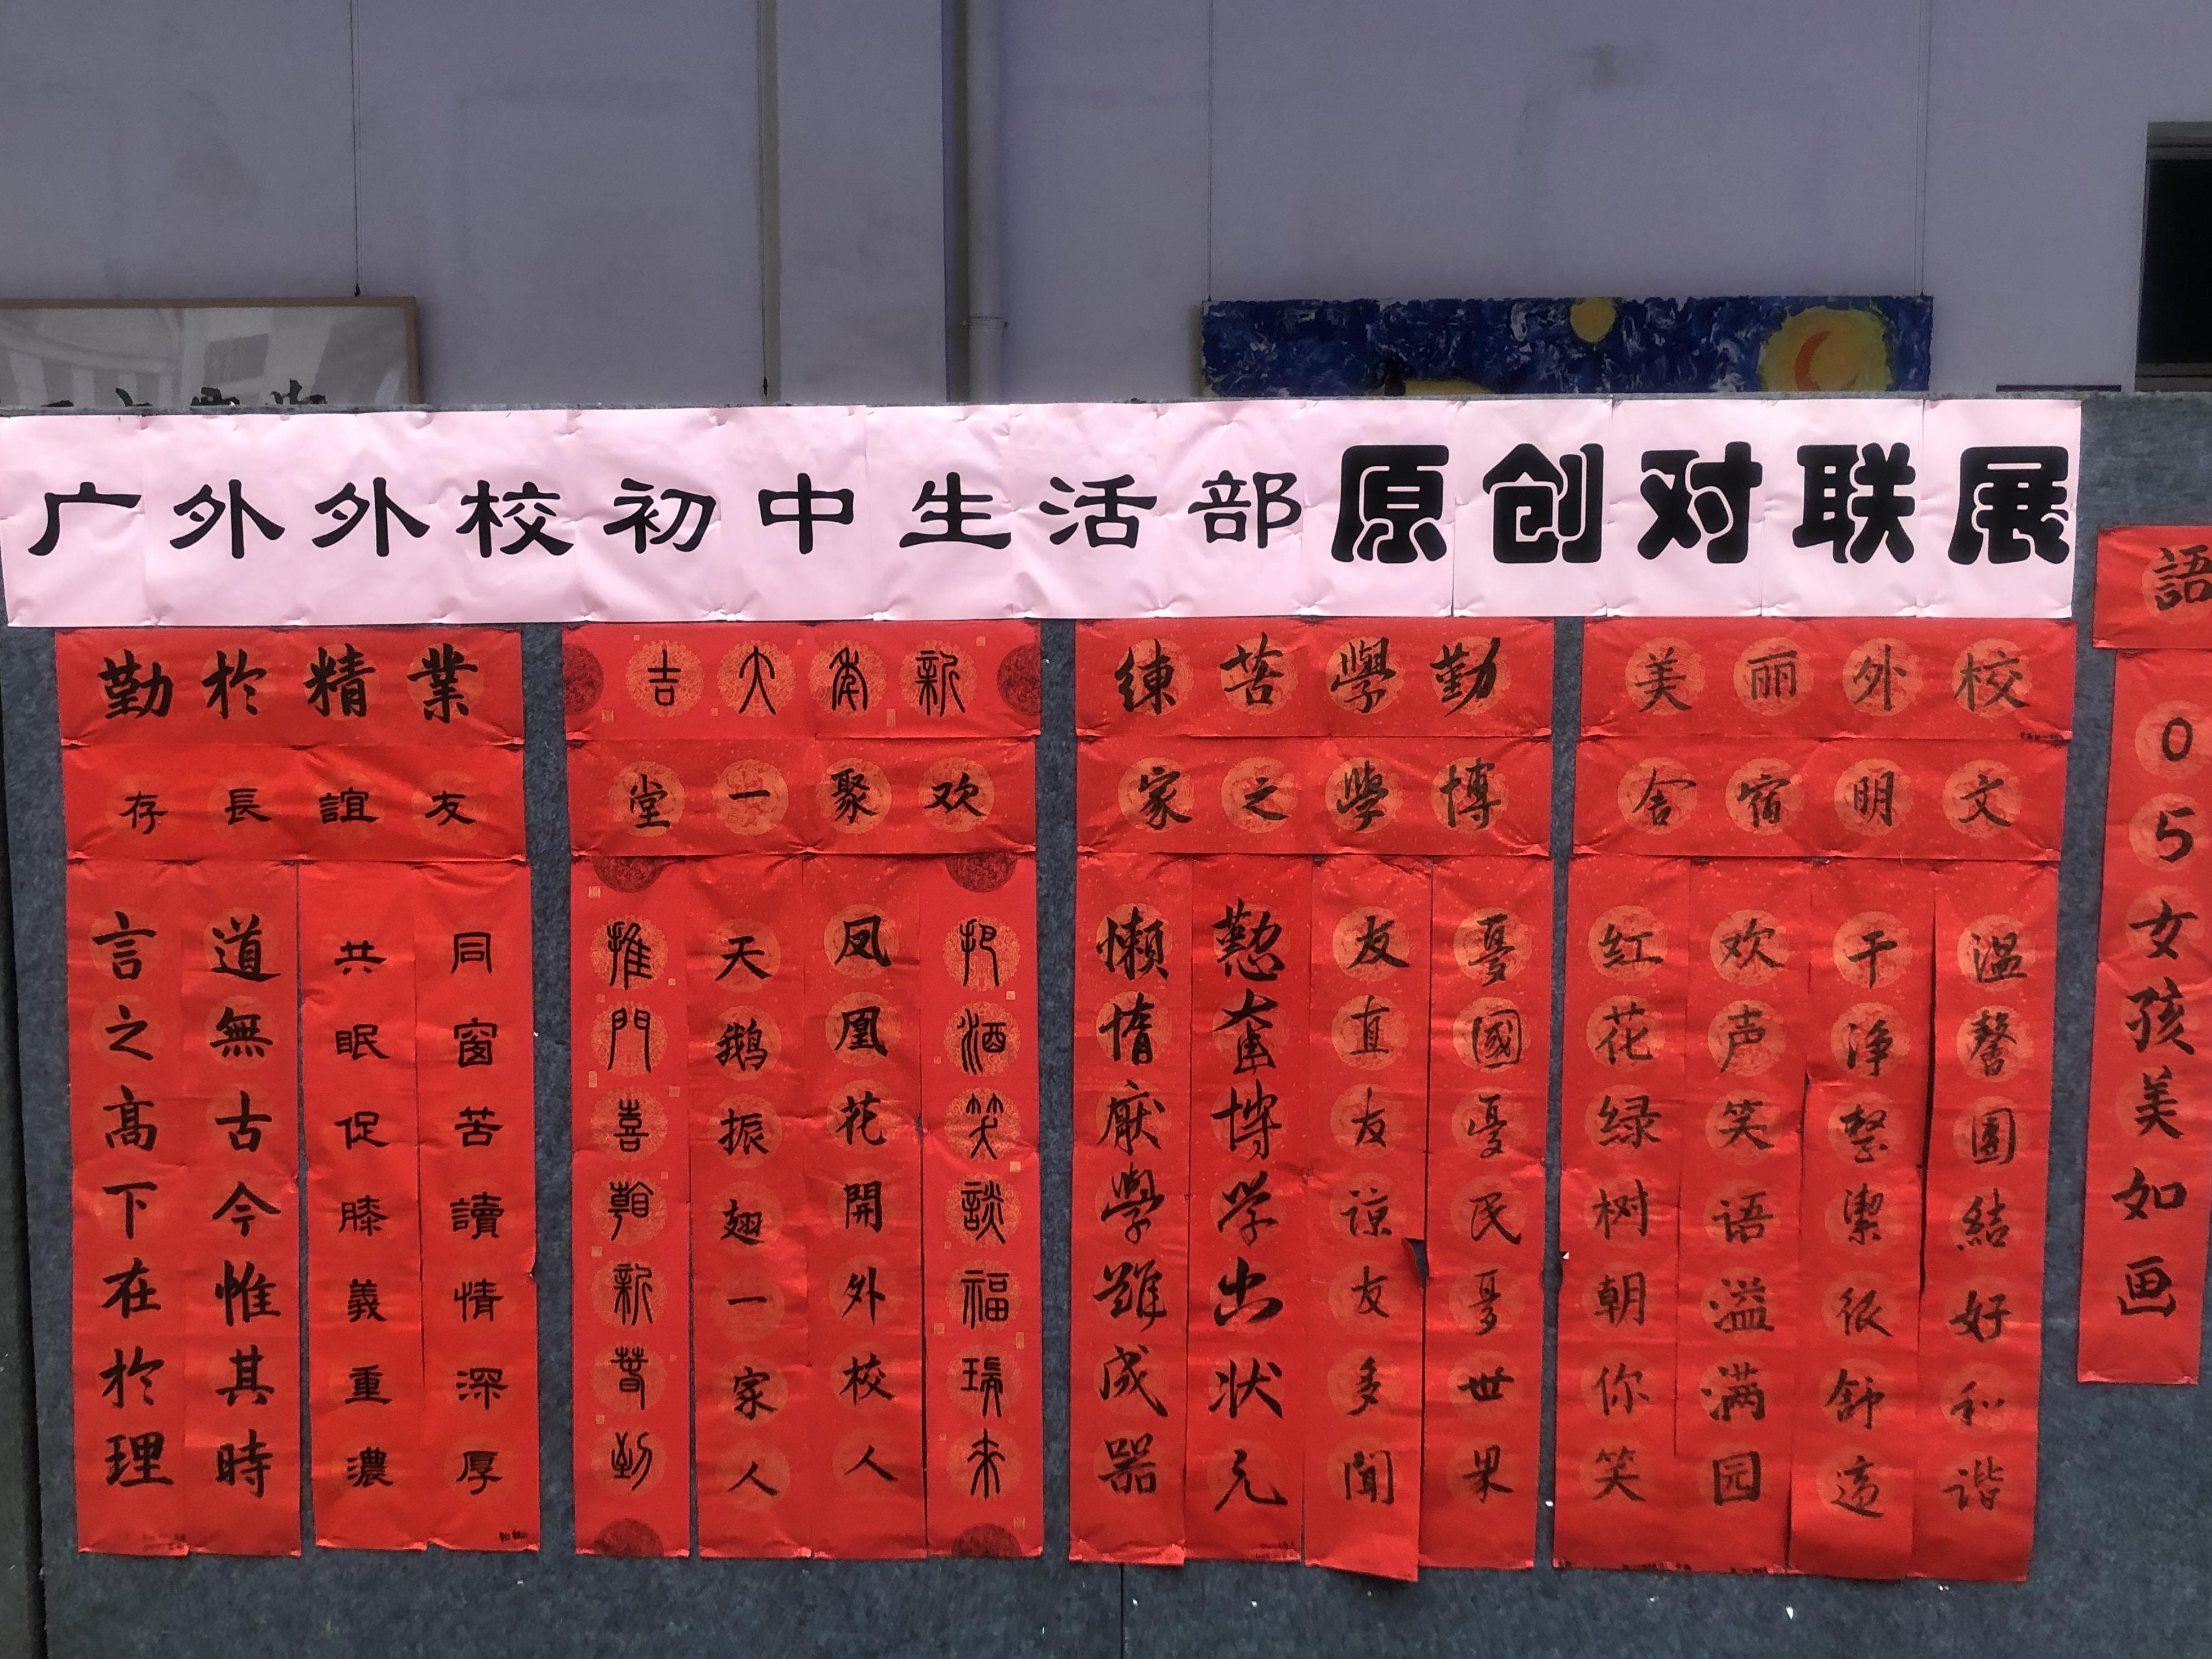 广外外校初中生活部原创对联展
業精於勤
友誼長存
同窗苦讀情深厚
共眠促膝義重濃
道無古今惟其時
言之高下在於理
新年大吉
欢聚一堂
把酒笑談福瑞来
凤凰花開外校人
天鹅振翅一家人
推門喜新春到
勤學苦練
博學之家
憂國憂民憂世果
友直友谅友多聞
懃奮博学出状元
懶惰厭學難成器
美丽外校
文明宿舍
溫馨團結好和谐
干净整潔很舒适
欢声笑语溢满园
红花绿树朝你笑
語
05女孩美如画